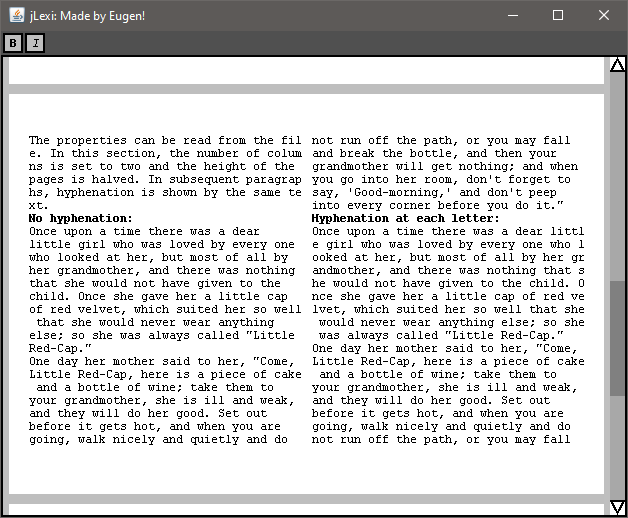 jLexi: Made by Eugen!
B I
The properties can be read from the fil
e. In this section, the number of colum
ns is set to two and the height of the
pages is halved. In subsequent paragrap
hs, hyphenation is shown by the same te
xt.
No hyphenation:
Once upon a time there was a dear
little girl who was loved by every one
who looked at her, but most of all by
her grandmother, and there was nothing
that she would not have given to the
child. Once she gave her a little cap
of red velvet, which suited her so well
that she would never wear anything
else; so she was always called "Little
Red-Cap."
One day her mother said to her, "Come,
Little Red-Cap, here is a piece of cake
and a bottle of wine; take them to
your grandmother, she is ill and weak,
and they will do her good. Set out
before it gets hot, and when you are
going, walk nicely and quietly and do
not run off the path, or you may fall
and break the bottle, and then your
grandmother will get nothing; and when
you go into her room, don't forget to
say, 'Good-morning,' and don't peep
into every corner before you do it."
Hyphenation at each letter:
Once upon a time there was a dear littl
e girl who was loved by every one who l
ooked at her, but most of all by her gr
andmother, and there was nothing that s
he would not have given to the child. O
nce she gave her a little cap of red ve
lvet, which suited her so well that she
would never wear anything else; so she
was always called "Little Red-Cap."
One day her mother said to her, "Come,
Little Red-Cap, here is a piece of cake
and a bottle of wine; take them to
your grandmother, she is ill and weak,
and they will do her good. Set out
before it gets hot, and when you are
going, walk nicely and quietly and do
not run off the path, or you may fall